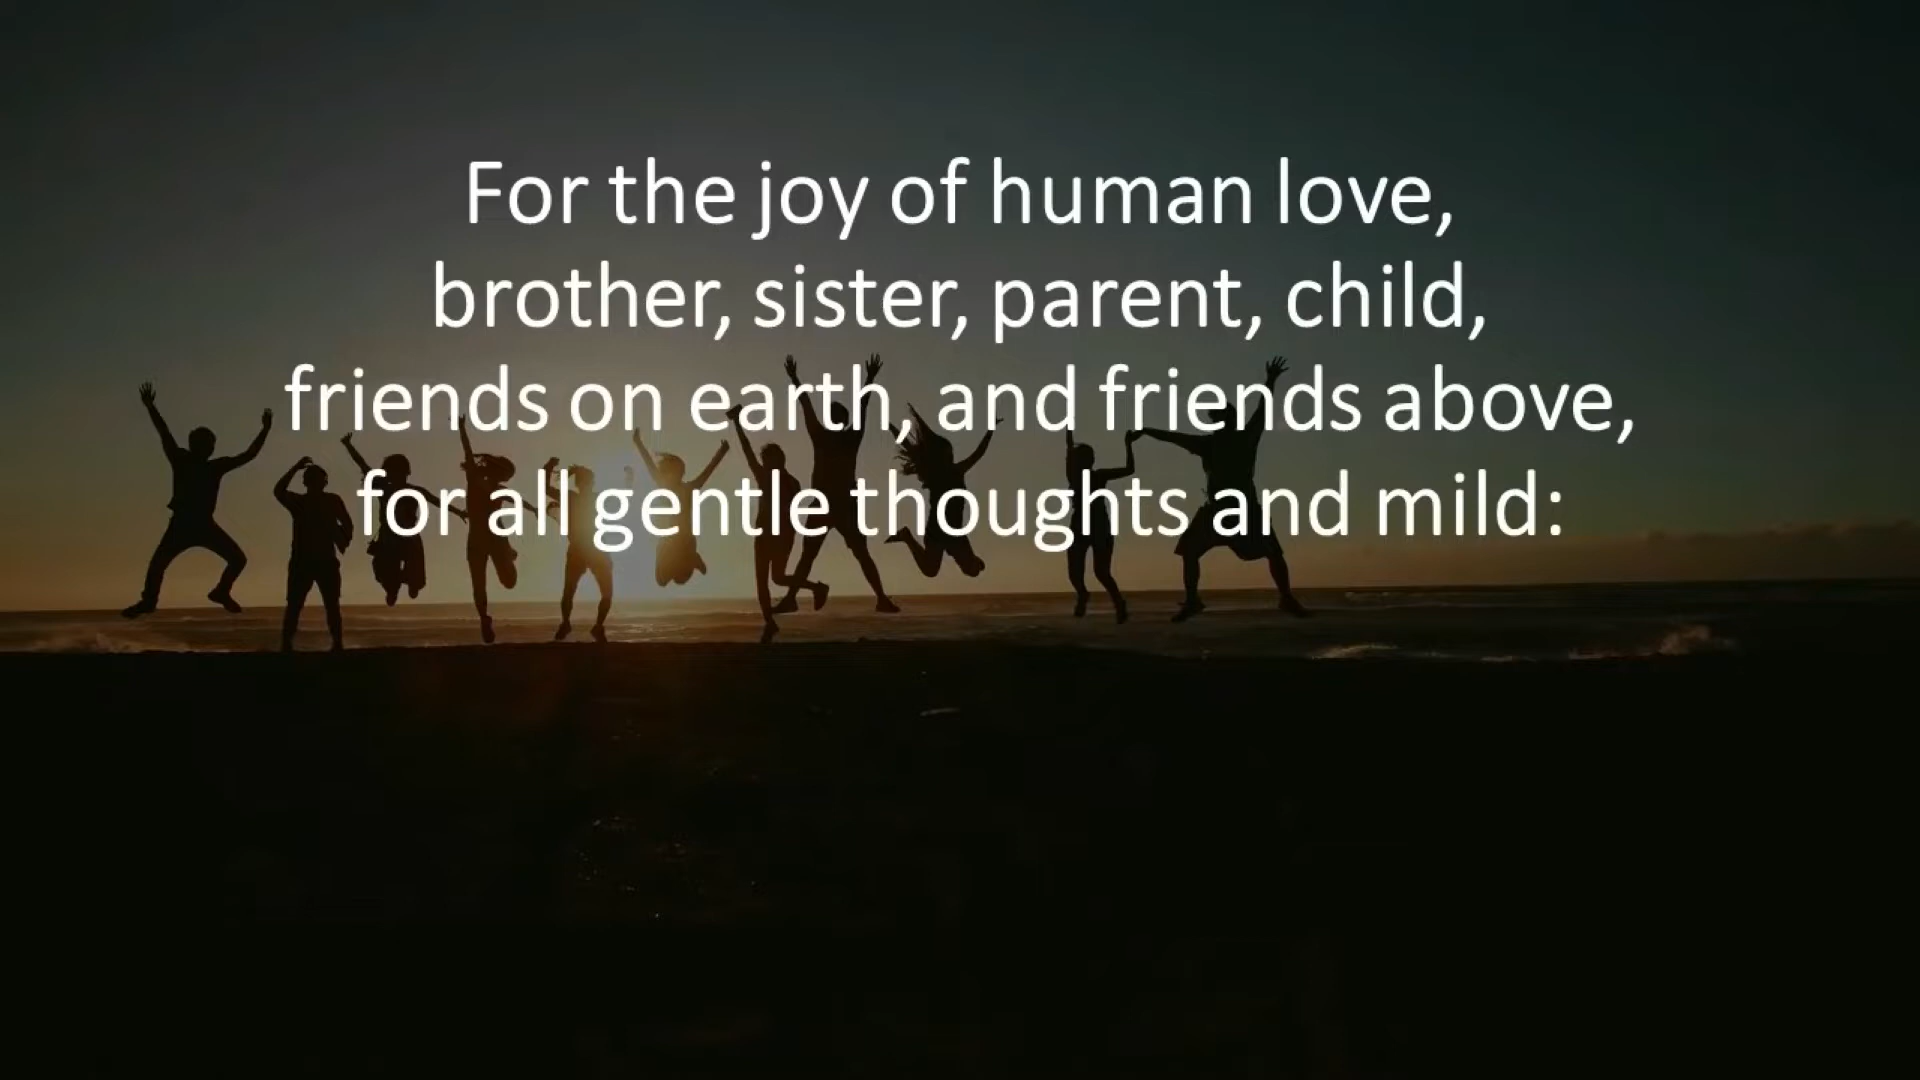 For the joy of human love,
brother, sister, parent, child,
friends on earth, and friends above,
for all gentle thoughts and mild: